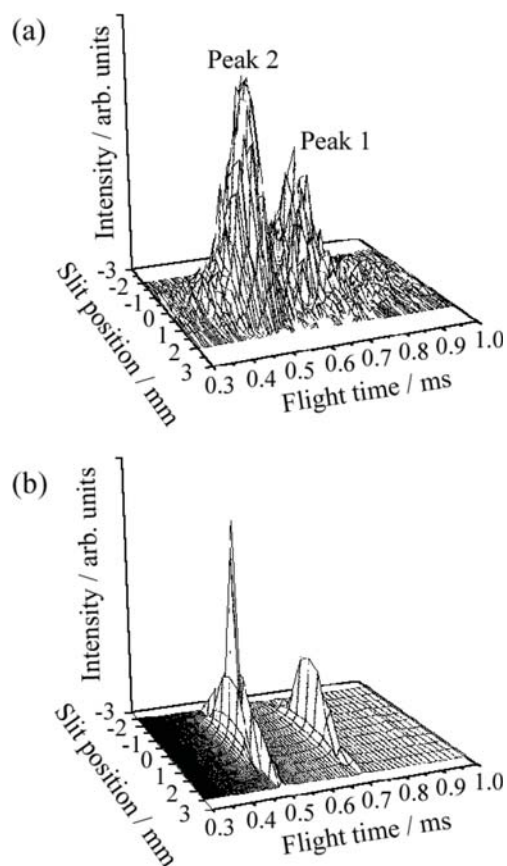 (a)
Peak 2
Peak 1
Intensity / arb. units
-3
-2
-1
0
1
2
3
Slit position / mm
0.3 0.4 0.5 0.6 0.7 0.8 0.9 1.0
Flight time / ms
(b)
Intensity / arb. units
-3
-2
-1
0
1
2
3
Slit position / mm
0.3 0.4 0.5 0.6 0.7 0.8 0.9 1.0
Flight time / ms